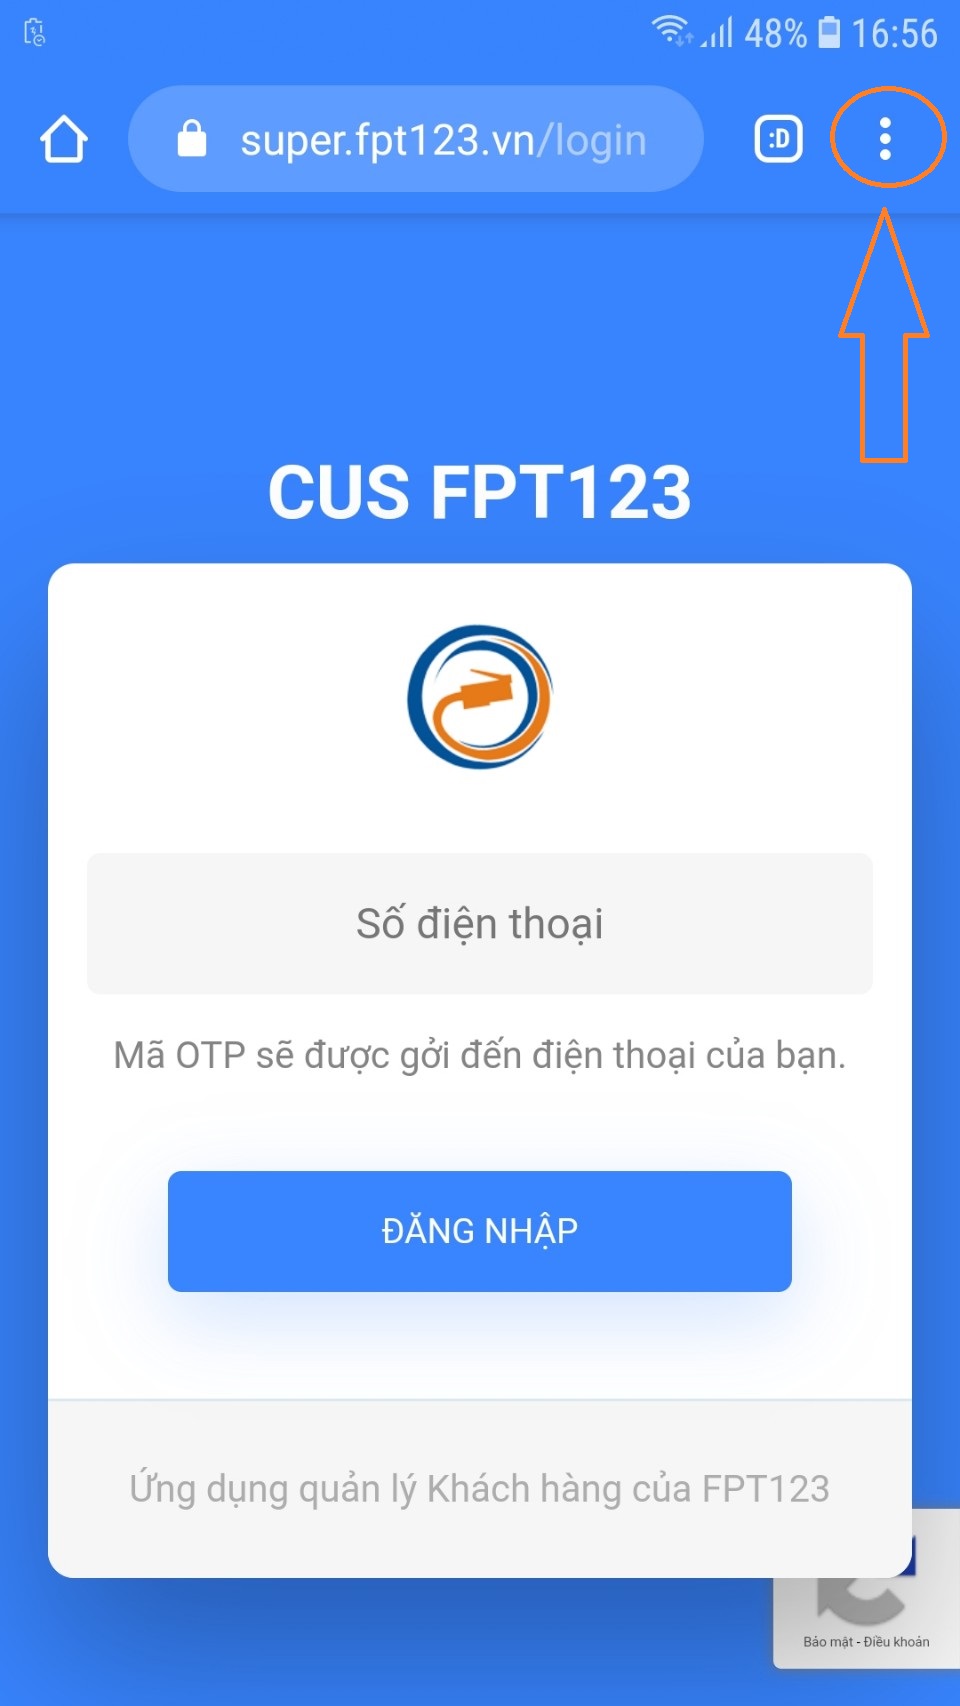 48% 16:56
super.fpt123.vn/login :D
CUS FPT123
Số điện thoại
Mã OTP sẽ được gởi đến điện thoại của bạn.
ĐĂNG NHẬP
Ứng dụng quản lý Khách hàng của FPT123
Bảo mật - Điều khoản